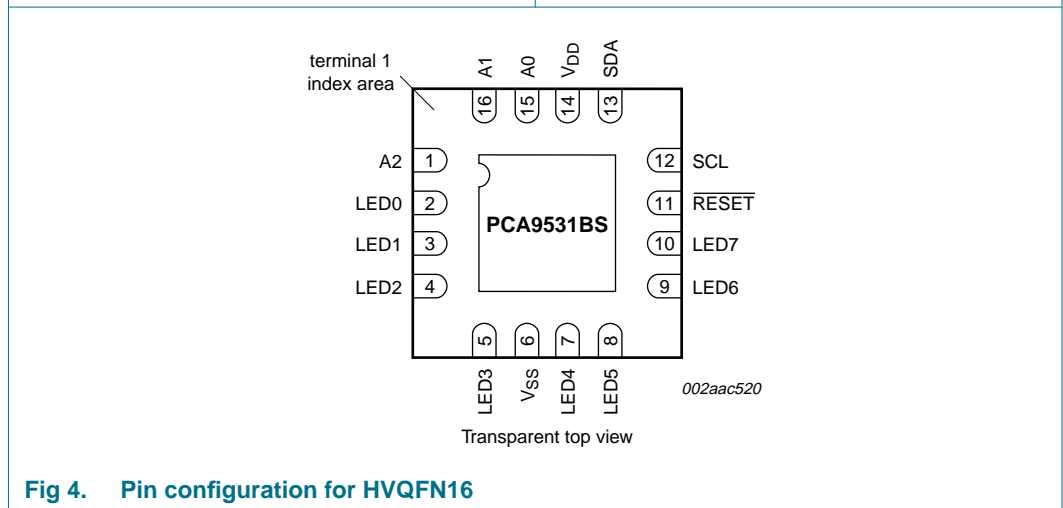 terminal 1
index area
A1
A0
VDD
SDA
16
15
14
13
A2 1
12 SCL
LED0 2
11 RESET
PCA9531BS
LED1 3
10 LED7
LED2 4
9 LED6
5
6
7
8
LED3
VSS
LED4
LED5
002aac520
Transparent top view
Fig 4. Pin configuration for HVQFN16